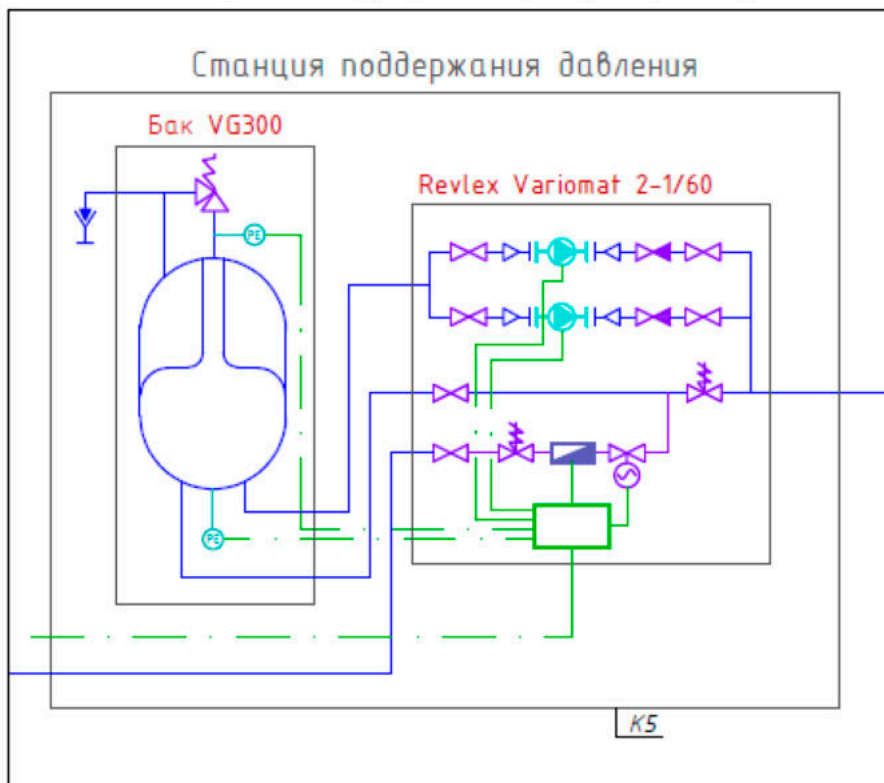 Станция поддержания давления
Бак VG300
Revlex Variomat 2-1/60
PE
PE
K5